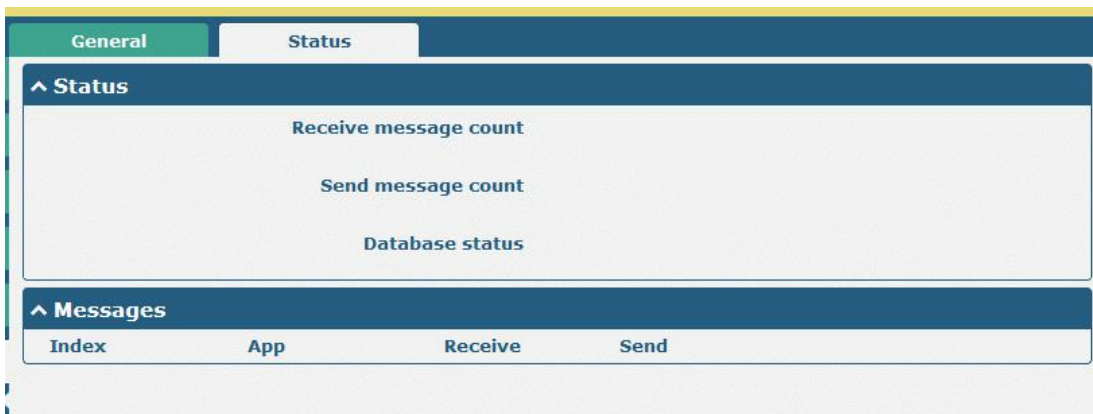 General Status
Status
Receive message count
Send message count
Database status
Messages
Index App Receive Send